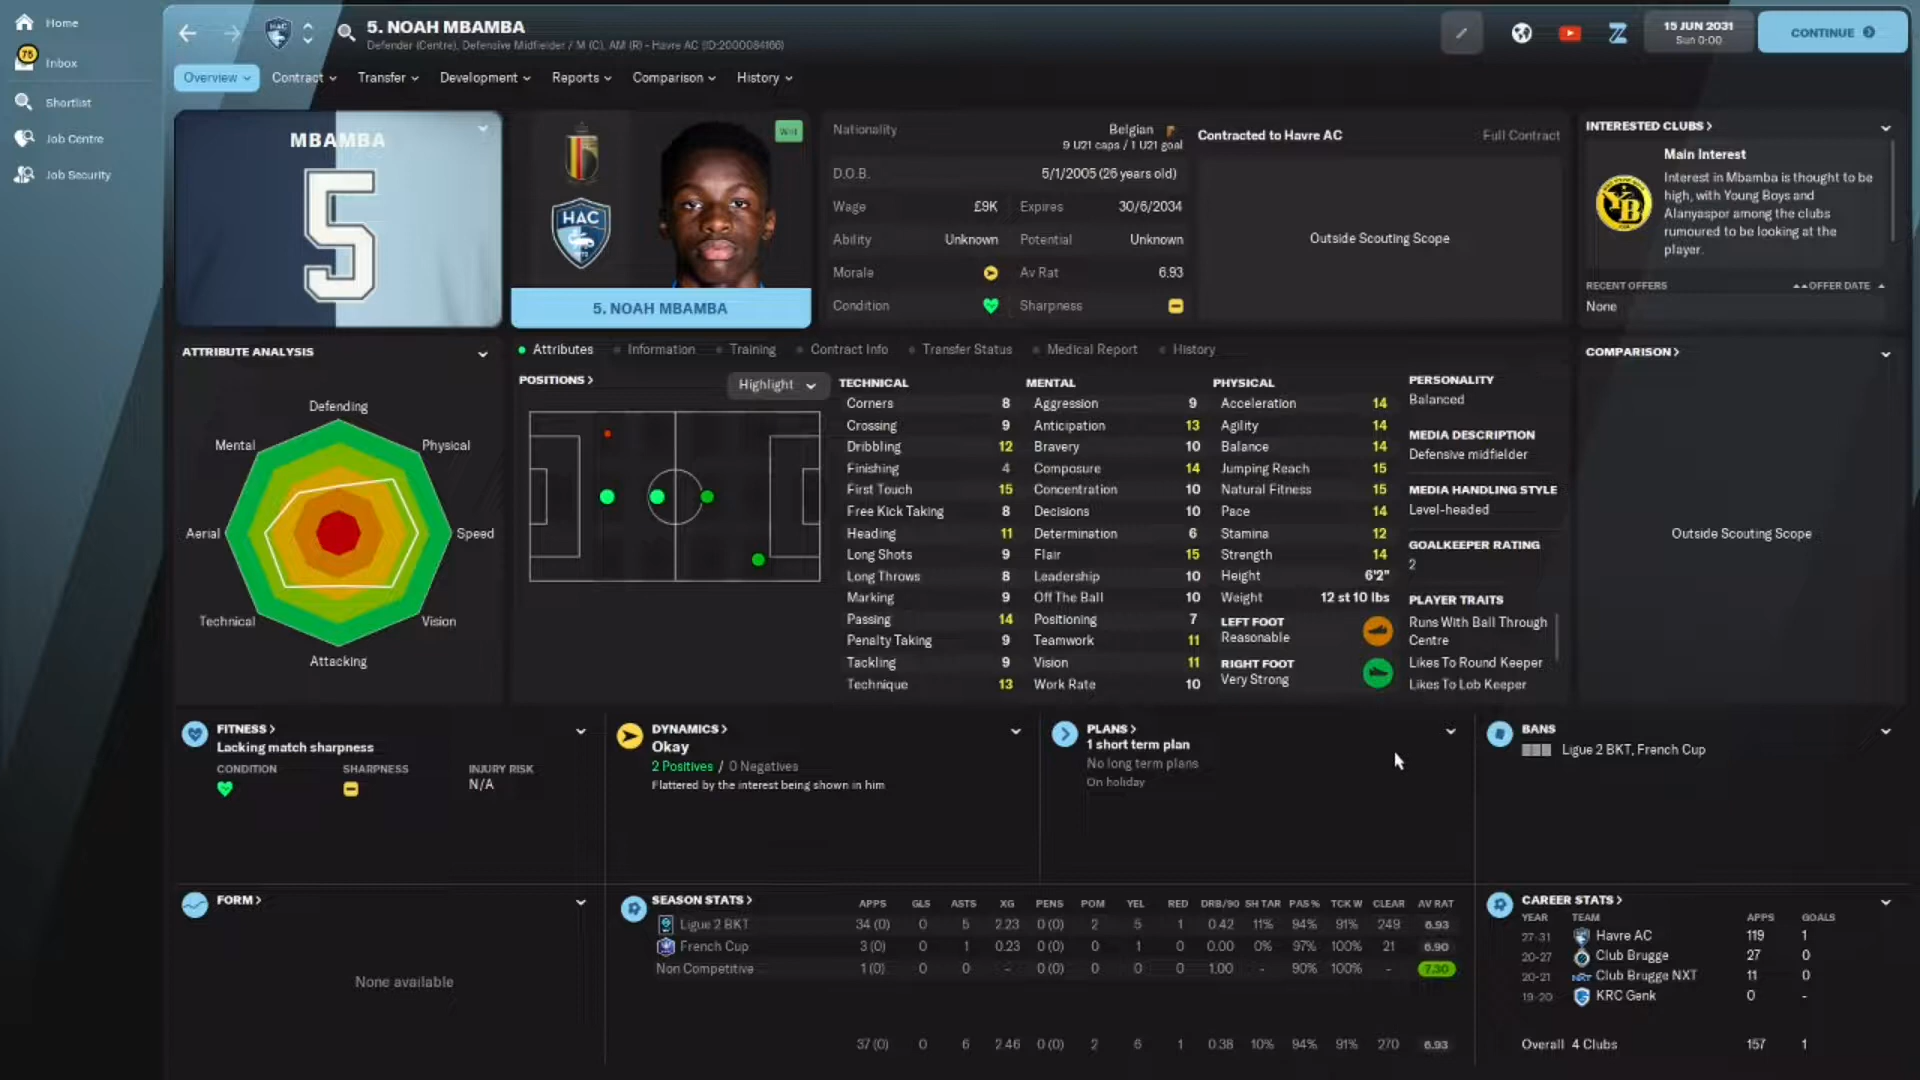 Home
5. NOAH MBAMBA
Defender (Centre), Defensive Midfielder / M (C), AM (R) - Havre AC (ID:2000084166)
15 JUN 2031
Sun 0:00
CONTINUE
75
Inbox
Shortlist
Job Centre
Job Security
Overview
Contract
Transfer
Development
Reports
Comparison
History
MBAMBA
5
HAC
Wnt
5. NOAH MBAMBA
Nationality Belgian
9 U21 caps / 1 U21 goal
D.O.B. 5/1/2005 (26 years old)
Wage £9K Expires 30/6/2034
Ability Unknown Potential Unknown
Morale Av Rat 6.93
Condition Sharpness
Contracted to Havre AC Full Contract
Outside Scouting Scope
INTERESTED CLUBS >
Main Interest
Interest in Mbamba is thought to be
high, with Young Boys and
Alanyaspor among the clubs
rumoured to be looking at the
player.
RECENT OFFERS OFFER DATE
None
ATTRIBUTE ANALYSIS
Defending
Mental Physical
Aerial Speed
Technical Vision
Attacking
Attributes Information Training Contract Info Transfer Status Medical Report History
POSITIONS >
Highlight
TECHNICAL MENTAL PHYSICAL
Corners 8 Aggression 9 Acceleration 14
Crossing 9 Anticipation 13 Agility 14
Dribbling 12 Bravery 10 Balance 14
Finishing 4 Composure 14 Jumping Reach 15
First Touch 15 Concentration 10 Natural Fitness 15
Free Kick Taking 8 Decisions 10 Pace 14
Heading 11 Determination 6 Stamina 12
Long Shots 9 Flair 15 Strength 14
Long Throws 8 Leadership 10 Height 6'2"
Marking 9 Off The Ball 10 Weight 12 st 10 lbs
Passing 14 Positioning 7 LEFT FOOT
Reasonable
Penalty Taking 9 Teamwork 11
Tackling 9 Vision 11 RIGHT FOOT
Very Strong
Technique 13 Work Rate 10
PERSONALITY
Balanced
MEDIA DESCRIPTION
Defensive midfielder
MEDIA HANDLING STYLE
Level-headed
GOALKEEPER RATING
2
PLAYER TRAITS
Runs With Ball Through
Centre
Likes To Round Keeper
Likes To Lob Keeper
COMPARISON >
Outside Scouting Scope
FITNESS >
Lacking match sharpness
CONDITION SHARPNESS INJURY RISK
N/A
DYNAMICS >
Okay
2 Positives / 0 Negatives
Flattered by the interest being shown in him
PLANS >
1 short term plan
No long term plans
On holiday
BANS
Ligue 2 BKT, French Cup
FORM >
None available
SEASON STATS > APPS GLS ASTS XG PENS POM YEL RED DRB/90 SH TAR PAS % TCK W CLEAR AV RAT
Ligue 2 BKT 34 (0) 0 5 2.23 0 (0) 2 5 1 0.42 11% 94% 91% 249 6.93
French Cup 3 (0) 0 1 0.23 0 (0) 0 1 0 0.00 0% 97% 100% 21 6.90
Non Competitive 1 (0) 0 0 - 0 (0) 0 0 0 1.00 - 90% 100% - 7.30
37 (0) 0 6 2.46 0 (0) 2 6 1 0.38 10% 94% 91% 270 6.93
CAREER STATS >
YEAR TEAM APPS GOALS
27-31 Havre AC 119 1
20-27 Club Brugge 27 0
20-21 Club Brugge NXT 11 0
19-20 KRC Genk 0 -
Overall 4 Clubs 157 1